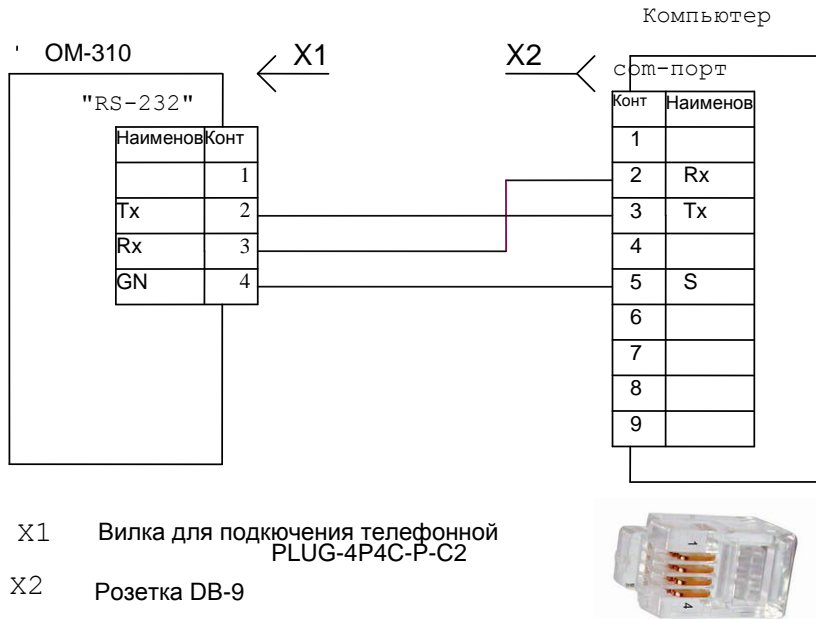 Компьютер
' ОМ-310
X1
X2
com-порт
"RS-232"
Конт Наименов
Наименов Конт
1
1
2 Rx
Tx 2
3 Tx
Rx 3
4
GN 4
5 S
6
7
8
9
X1 Вилка для подкючения телефонной
PLUG-4P4C-P-C2
X2 Розетка DB-9
1
4